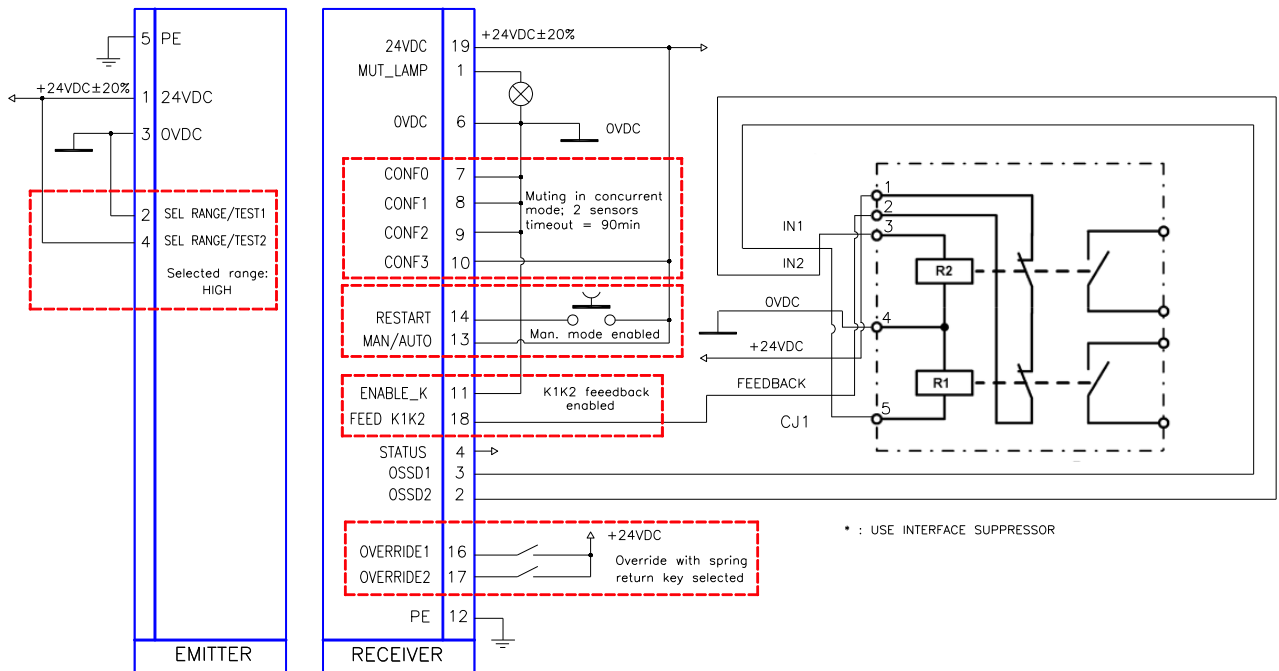 5 PE
+24VDC±20%
1 24VDC
3 0VDC
2 SEL RANGE/TEST1
4 SEL RANGE/TEST2
Selected range:
HIGH
EMITTER
24VDC 19 +24VDC±20%
MUT_LAMP 1
0VDC 6 0VDC
CONF0 7
CONF1 8
CONF2 9
CONF3 10
Muting in concurrent
mode; 2 sensors
timeout = 90min
RESTART 14
MAN/AUTO 13
Man. mode enabled
ENABLE_K 11
FEED K1K2 18
K1K2 feeedback
enabled
STATUS 4
OSSD1 3
OSSD2 2
OVERRIDE1 16
OVERRIDE2 17
+24VDC
Override with spring
return key selected
PE 12
RECEIVER
1
2
IN1 3
IN2
R2
0VDC 4
+24VDC
FEEDBACK
R1
CJ1 5
* : USE INTERFACE SUPPRESSOR